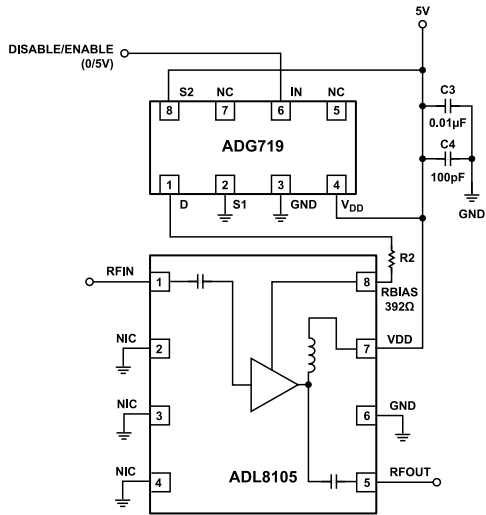 5V
DISABLE/ENABLE
(0/5V)
S2 NC IN NC
8 7 6 5
C3
0.01µF
ADG719
C4
100pF
1 2 3 4
D S1 GND VDD
GND
R2
RFIN
1
8
RBIAS
392Ω
NIC
2
7
VDD
NIC
3
6
GND
NIC
4
ADL8105
5
RFOUT